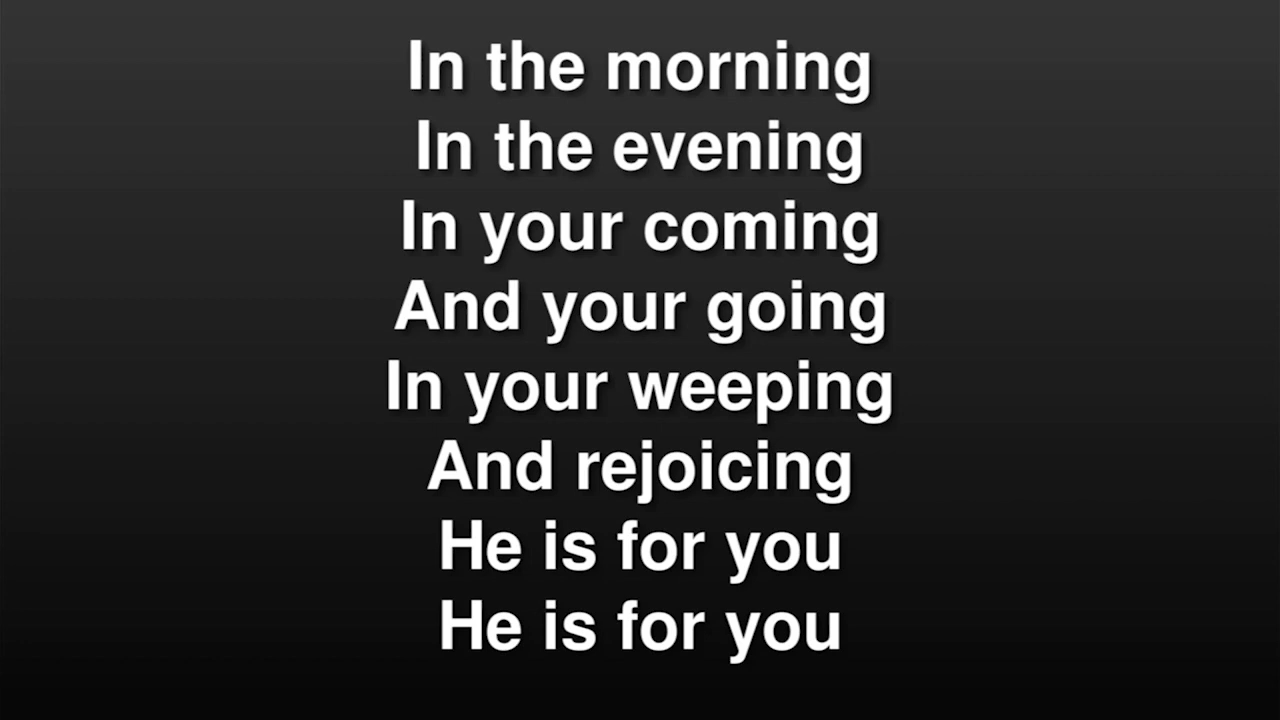 In the morning
In the evening
In your coming
And your going
In your weeping
And rejoicing
He is for you
He is for you